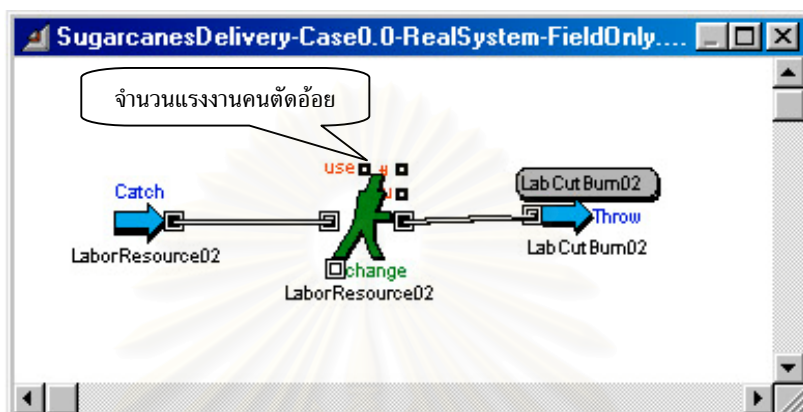 SugarcanesDelivery-Case0.0-RealSystem-FieldOnly....
จำนวนแรงงานคนตัดอ้อย
use #
U
Catch
LabCutBurn02
Throw
LaborResource02
LabCutBurn02
change
LaborResource02